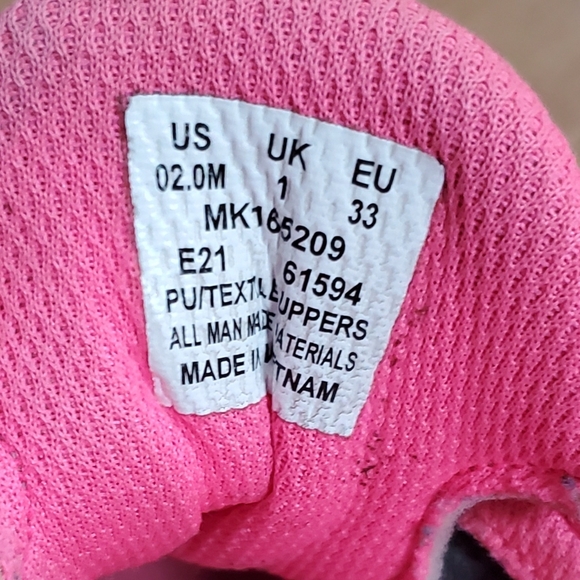 US UK EU
02.0M 1 33
MK165209
E21 61594
PU/TEXTILE UPPERS
ALL MAN MADE MATERIALS
MADE IN VIETNAM